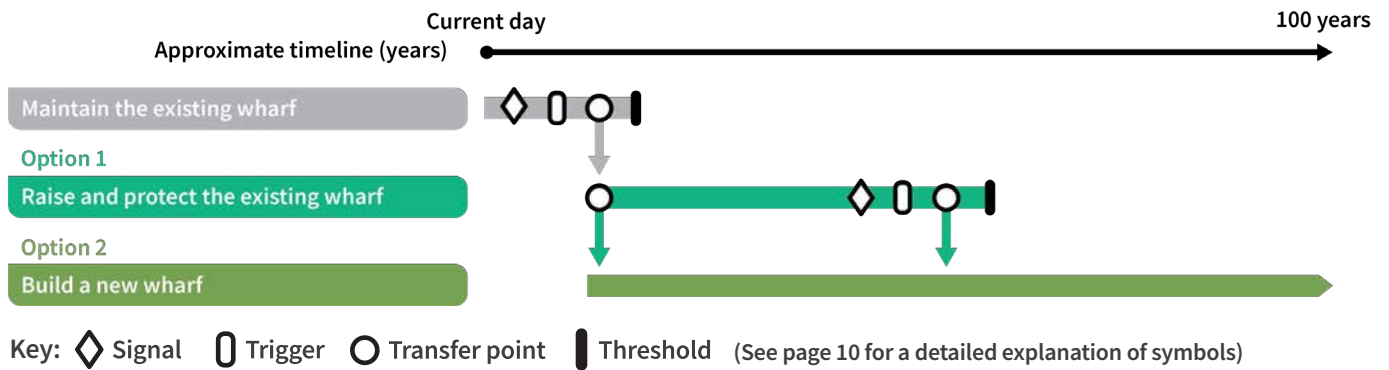 Current day
100 years
Approximate timeline (years)
Maintain the existing wharf
Option 1
Raise and protect the existing wharf
Option 2
Build a new wharf
Key: Signal Trigger Transfer point Threshold (See page 10 for a detailed explanation of symbols)